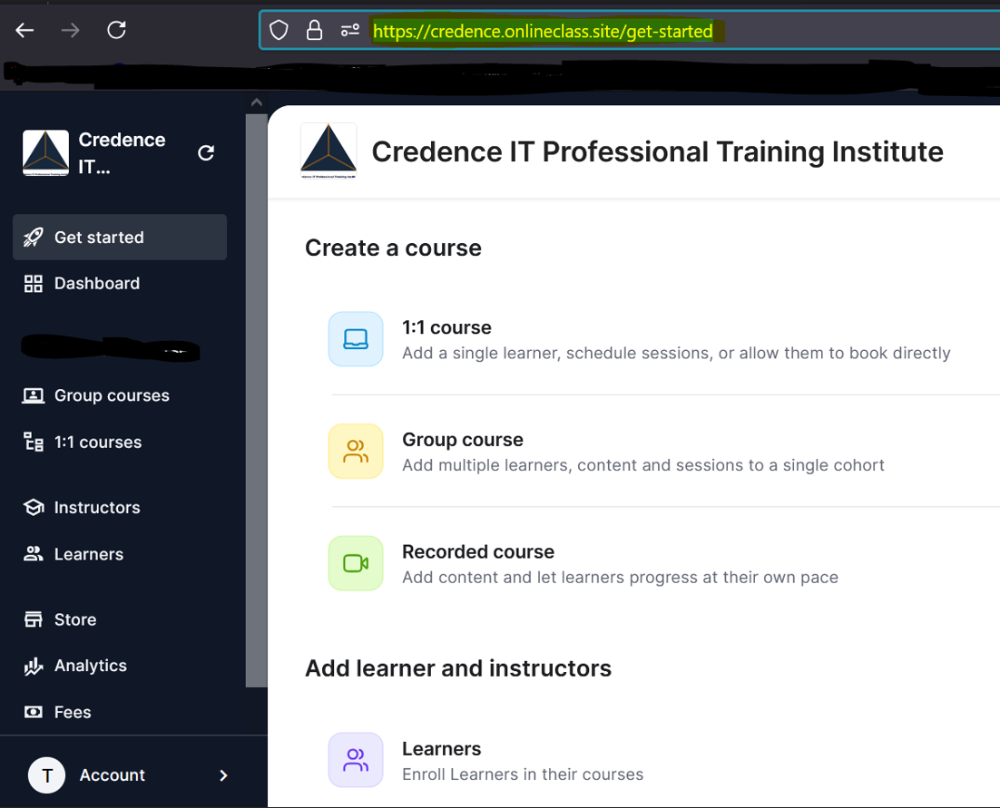 https://credence.onlineclass.site/get-started
Credence
IT...
Get started
Dashboard
Group courses
1:1 courses
Instructors
Learners
Store
Analytics
Fees
T
Account
Credence IT Professional Training Institute
Create a course
1:1 course
Add a single learner, schedule sessions, or allow them to book directly
Group course
Add multiple learners, content and sessions to a single cohort
Recorded course
Add content and let learners progress at their own pace
Add learner and instructors
Learners
Enroll Learners in their courses